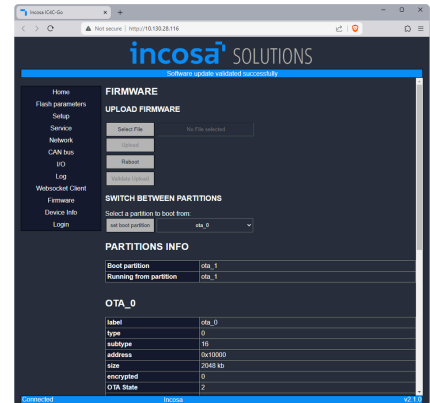 Incosa IC4C-Go
Not secure | http://10.130.28.116
incosa SOLUTIONS
Software update validated successfully
Home
Flash parameters
Setup
Service
Network
CAN bus
I/O
Log
Websocket Client
Firmware
Device Info
Login
FIRMWARE
UPLOAD FIRMWARE
Select File No File selected
Upload
Reboot
Validate Upload
SWITCH BETWEEN PARTITIONS
Select a partition to boot from:
set boot partition ota_0
PARTITIONS INFO
Boot partition ota_1
Running from partition ota_1
OTA_0
label ota_0
type 0
subtype 16
address 0x10000
size 2048 kb
encrypted 0
OTA State 2
Connected Incosa v2.1.0